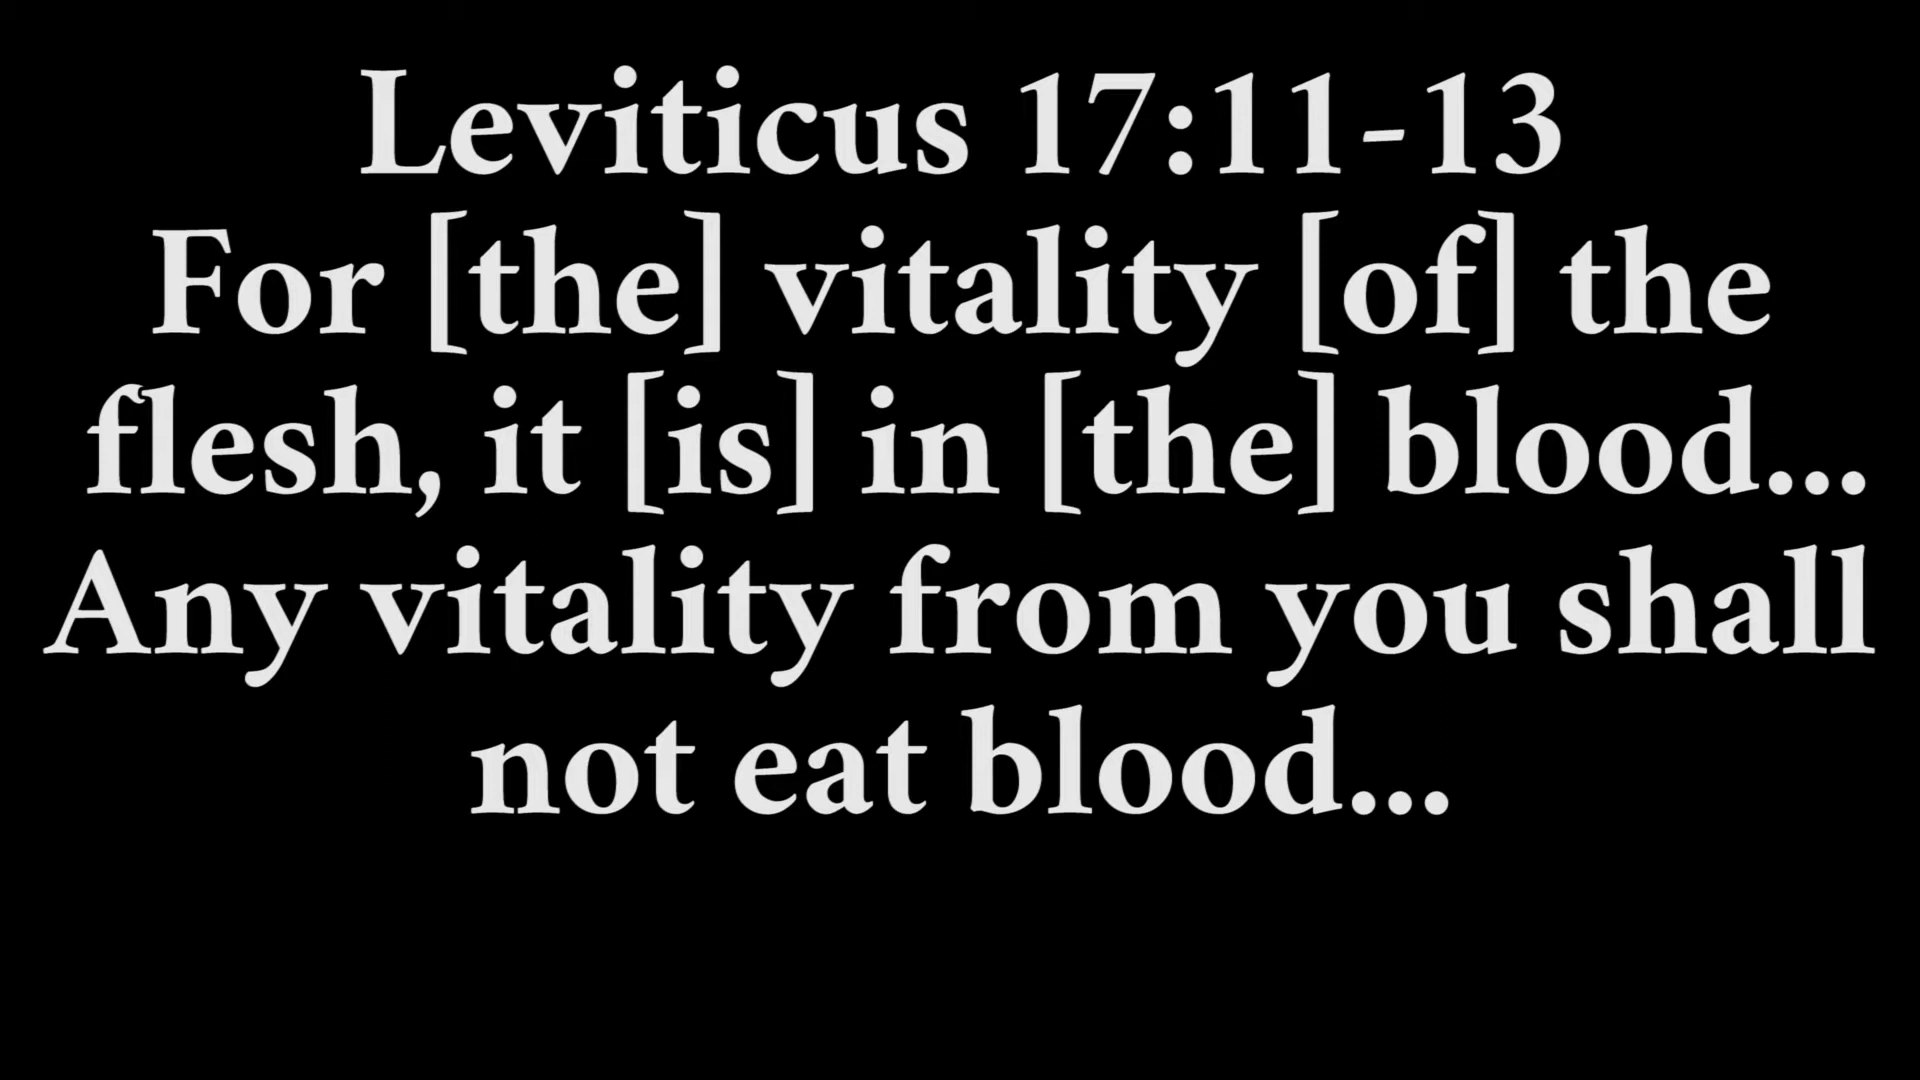 Leviticus 17:11-13
For [the] vitality [of] the
flesh, it [is] in [the] blood...
Any vitality from you shall
not eat blood...